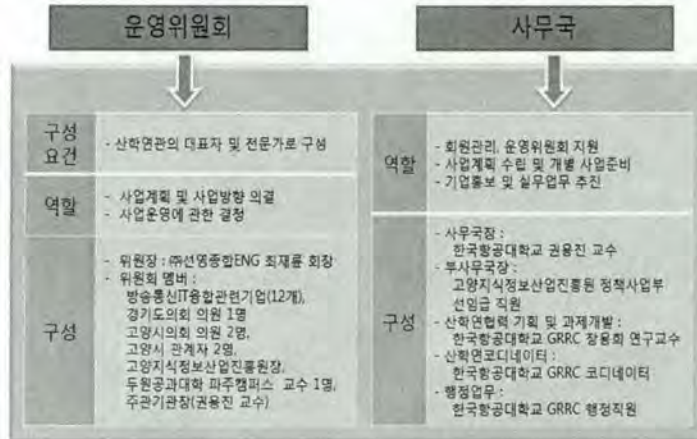 운영위원회
구성
요건
- 산학연관의 대표자 및 전문가로 구성
역할
- 사업계획 및 사업방향 의결
- 사업운영에 관한 결정
구성
- 위원장 : ㈜선영종합ENG 최재륜 회장
- 위원회 멤버 :
방송통신IT융합관련기업(12개),
경기도의회 의원 1명
고양시의회 의원 2명,
고양시 관계자 2명,
고양지식정보산업진흥원장,
두원공과대학 파주캠퍼스 교수 1명,
주관기관장(권용진 교수)
사무국
역할
- 회원관리, 운영위원회 지원
- 사업계획 수립 및 개별 사업준비
- 기업홍보 및 실무업무 추진
구성
- 사무국장 :
한국항공대학교 권용진 교수
- 부사무국장 :
고양지식정보산업진흥원 정책사업부
선임급 직원
- 산학연협력 기획 및 과제개발 :
한국항공대학교 GRRC 장용회 연구교수
- 산학연코디네이터 :
한국항공대학교 GRRC 코디네이터
- 행정업무 :
한국항공대학교 GRRC 행정직원